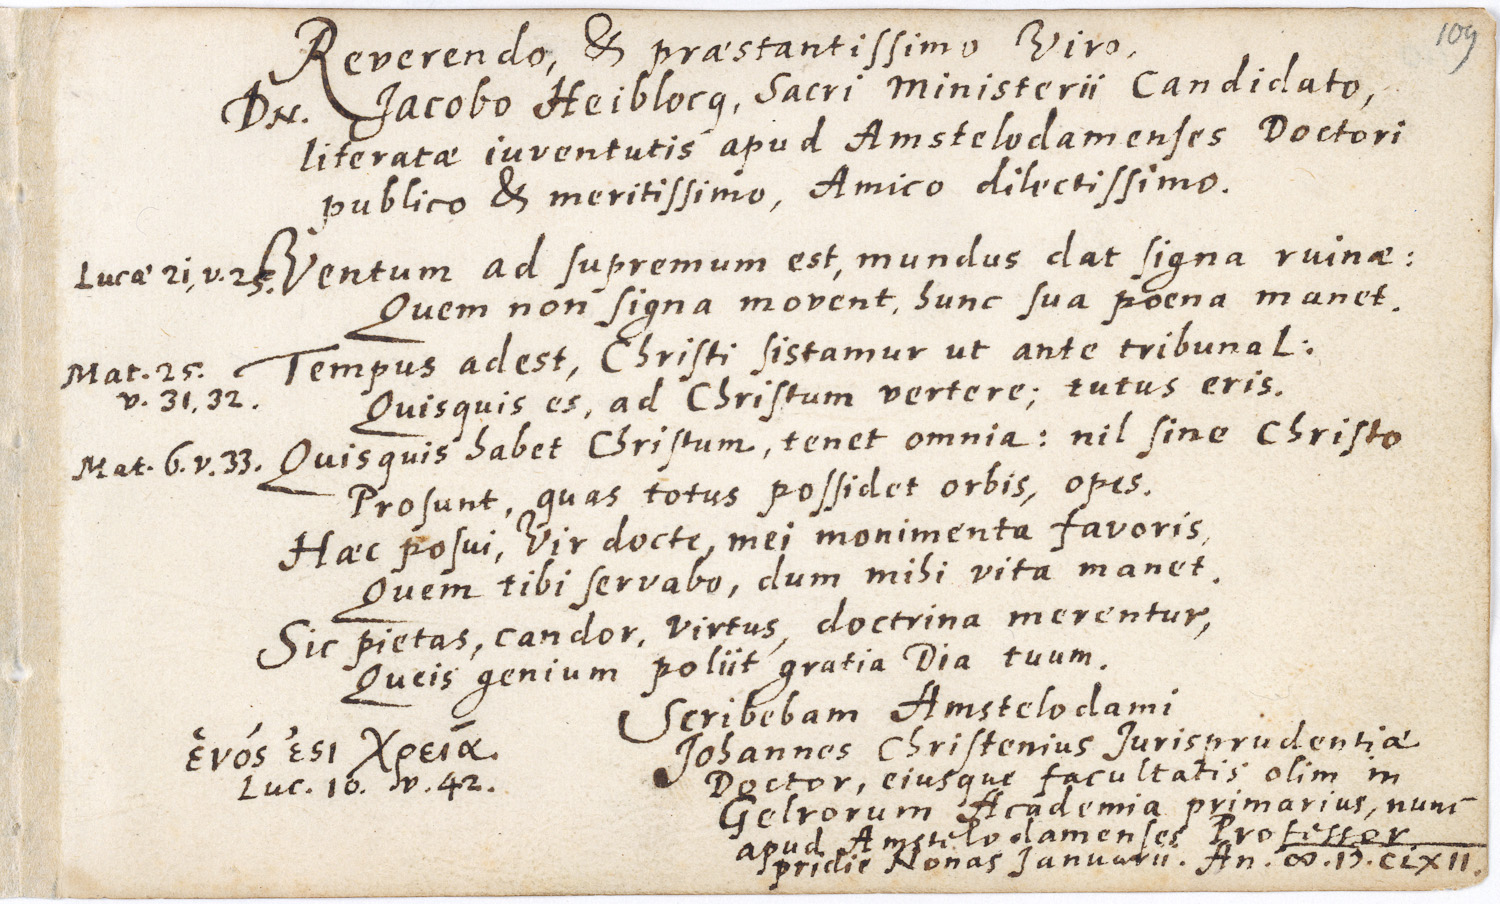 109
Reverendo, & præstantissimo Viro,
Dn. Jacobo Heiblocq, Sacri Ministerii Candidato,
literatæ iuventutis apud Amstelodamenses Doctori
publico & meritissimo, Amico dilectissimo.
Lucæ 21, v. 25. Ventum ad supremum est, mundus dat signa ruinæ:
Quem non signa movent, hunc sua poena manet.
Mat. 25. Tempus adest, Christi sistamur ut ante tribunal:
v. 31, 32. Quisquis es, ad Christum vertere; tutus eris.
Mat. 6. v. 33. Quisquis habet Christum, tenet omnia: nil sine Christo
Prosunt, quas totus possidet orbis, opes.
Hæc posui, Vir docte, mei monimenta favoris,
Quem tibi servabo, dum mihi vita manet.
Sic pietas, candor, virtus, doctrina merentur,
Queis genium poliit gratia Dia tuum.
Scribebam Amstelodami
ἑνός ἐςι χρεία. Johannes Christenius Jurisprudentiæ
Luc. 10. v. 42. Doctor, eiusque facultatis olim in
Gelrorum Academia primarius, nunc
apud Amstelodamenses Professor
pridie Nonas Januarii. An. ꝏ.IↃ.CLXII.